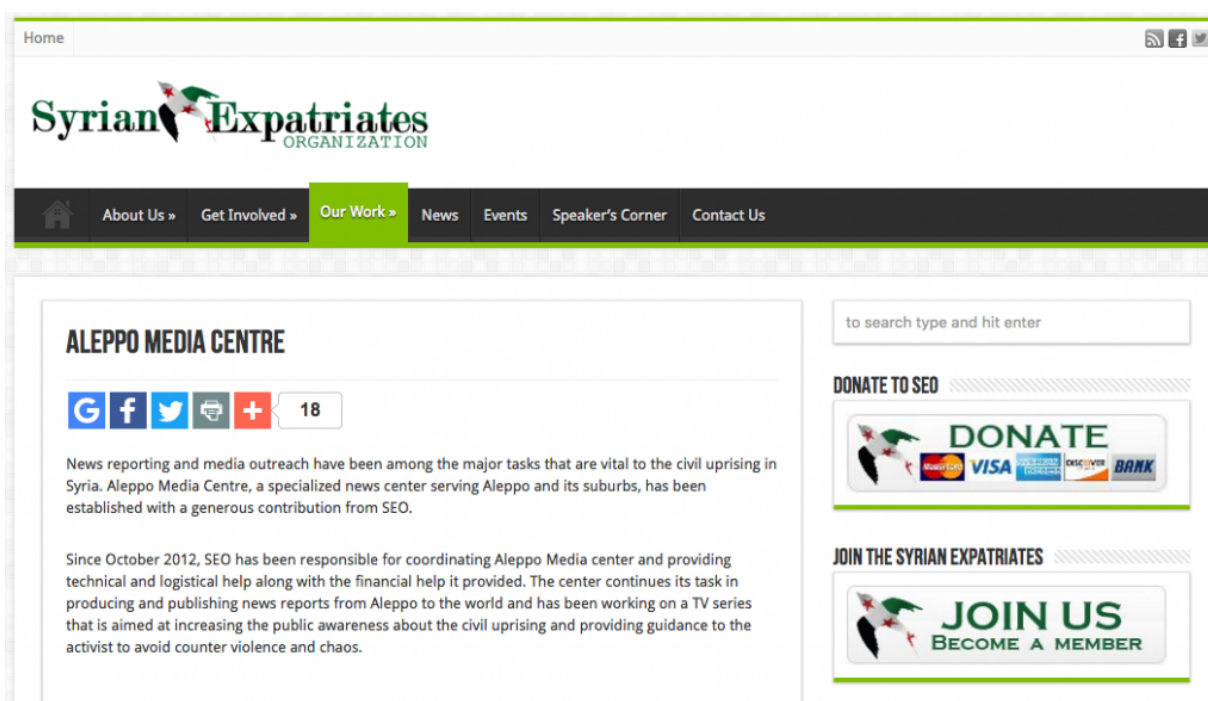 Home
Syrian Expatriates
ORGANIZATION
About Us »
Get Involved »
Our Work »
News
Events
Speaker's Corner
Contact Us
ALEPPO MEDIA CENTRE
18
News reporting and media outreach have been among the major tasks that are vital to the civil uprising in
Syria. Aleppo Media Centre, a specialized news center serving Aleppo and its suburbs, has been
established with a generous contribution from SEO.
Since October 2012, SEO has been responsible for coordinating Aleppo Media center and providing
technical and logistical help along with the financial help it provided. The center continues its task in
producing and publishing news reports from Aleppo to the world and has been working on a TV series
that is aimed at increasing the public awareness about the civil uprising and providing guidance to the
activist to avoid counter violence and chaos.
to search type and hit enter
DONATE TO SEO
DONATE
MasterCard VISA AMERICAN EXPRESS DISCOVER BANK
JOIN THE SYRIAN EXPATRIATES
JOIN US
BECOME A MEMBER